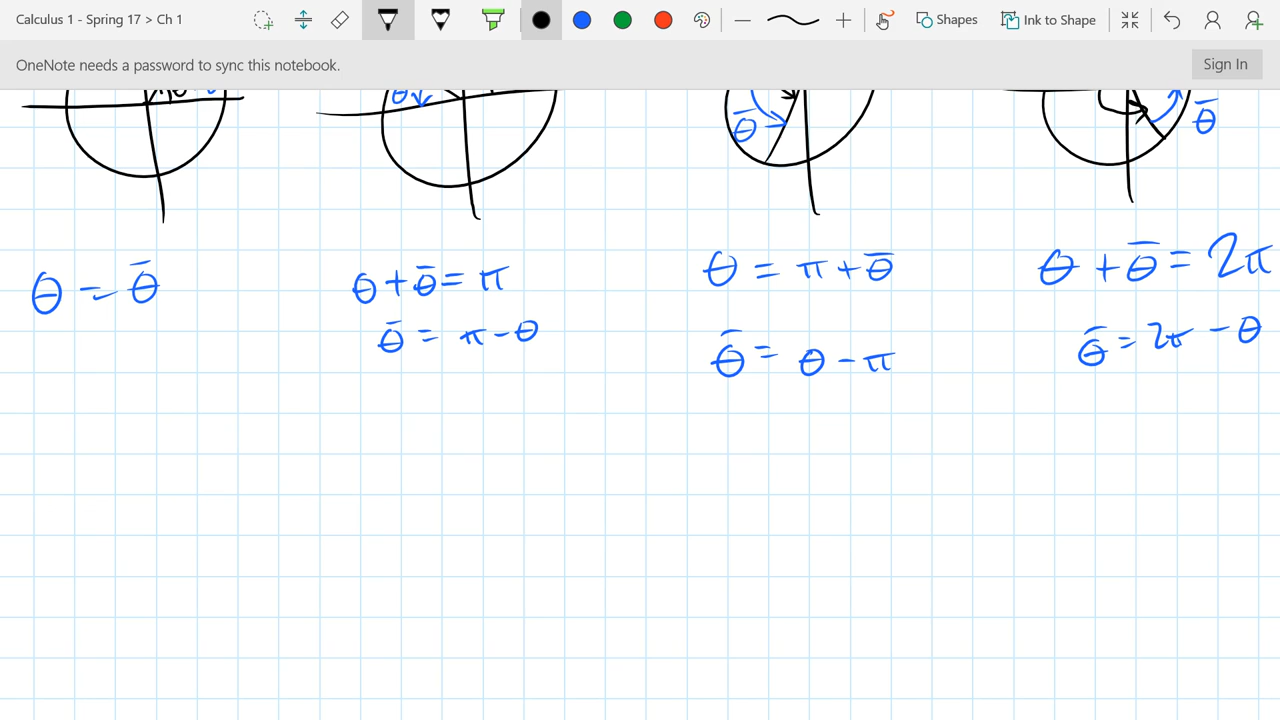 Calculus 1 - Spring 17 > Ch 1
Shapes
Ink to Shape
OneNote needs a password to sync this notebook.
Sign In
θ
θ̅
θ̅
θ = θ̅
θ + θ̅ = π
θ̅ = π - θ
θ = π + θ̅
θ̅ = θ - π
θ + θ̅ = 2π
θ̅ = 2π - θ